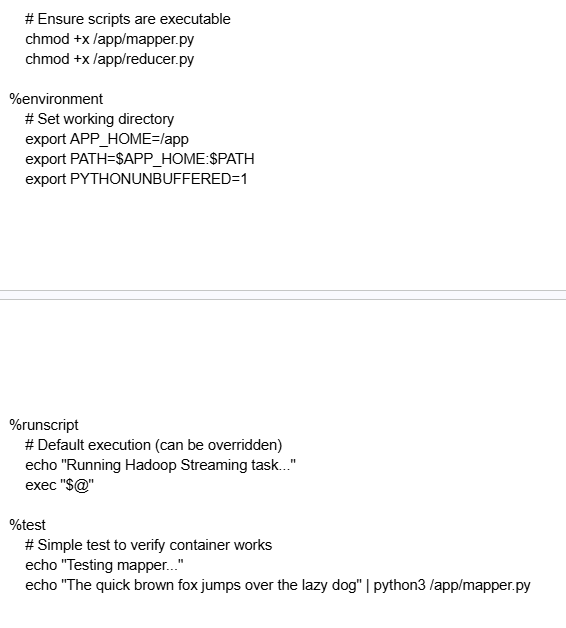 # Ensure scripts are executable
chmod +x /app/mapper.py
chmod +x /app/reducer.py
%environment
# Set working directory
export APP_HOME=/app
export PATH=$APP_HOME:$PATH
export PYTHONUNBUFFERED=1
%runscript
# Default execution (can be overridden)
echo "Running Hadoop Streaming task..."
exec "$@"
%test
# Simple test to verify container works
echo "Testing mapper..."
echo "The quick brown fox jumps over the lazy dog" | python3 /app/mapper.py